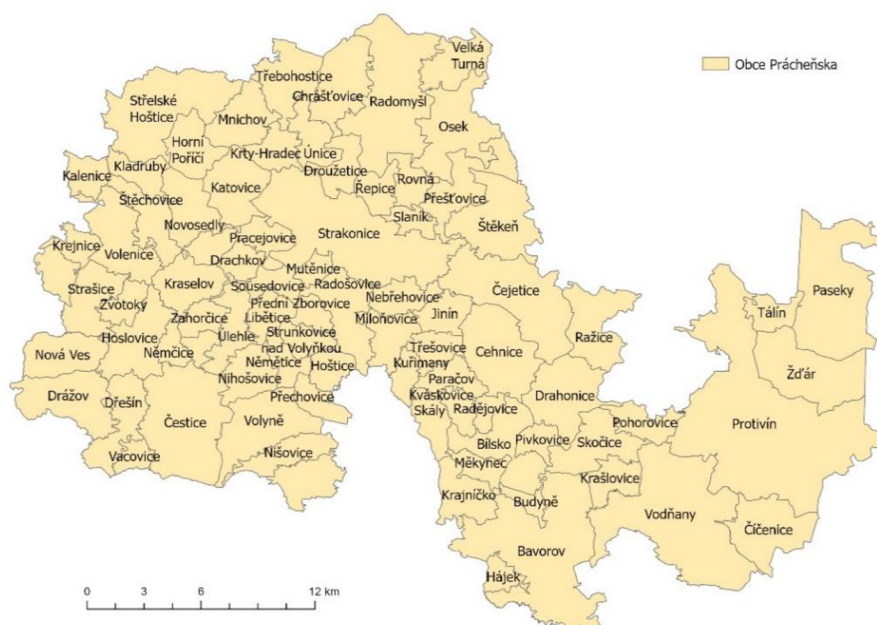 Velká
Turná
Obce Prácheňska
Třebohostice
Chrášťovice
Radomyšl
Střelské
Hoštice
Mnichov
Osek
Horní
Poříčí
Krty-Hradec
Únice
Kladruby
Droužetice
Rovná
Kalenice
Katovice
Řepice
Přešťovice
Štěchovice
Slaník
Štěkeň
Novosedly
Strakonice
Pracejovice
Krejnice
Volenice
Drachkov
Mutěnice
Paseky
Kraselov
Sousedovice
Radošovice
Čejetice
Strašice
Nebřehovice
Zvotoky
Přední Zborovice
Tálín
Zahorčice
Libětice
Miloňovice
Jinín
Hoslovice
Úlehle
Strunkovice
nad Volyňkou
Ražice
Nová Ves
Němčice
Třešovice
Cehnice
Žďár
Němětice
Hoštice
Kuřimany
Nihošovice
Paračov
Drážov
Dřešín
Přechovice
Kváskovice
Drahonice
Skály
Radějovice
Čestice
Volyně
Pohorovice
Protivín
Bílsko
Pivkovice
Skočice
Vacovice
Nišovice
Měkynec
Krašlovice
Krajníčko
Budyně
Vodňany
Číčenice
Bavorov
Hájek
0 3 6 12 km